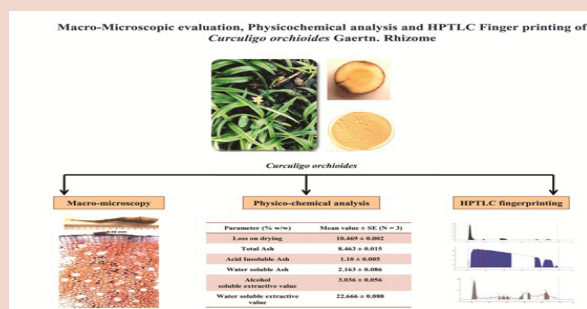 Macro-Microscopic evaluation, Physicochemical analysis and HPTLC Finger printing of
Curculigo orchioides Gaertn. Rhizome
Curculigo orchioides
Macro-microscopy
Physico-chemical analysis
HPTLC fingerprinting
Parameter (% w/w) Mean value ± SE (N = 3)
Loss on drying 10.469 ± 0.002
Total Ash 8.463 ± 0.015
Acid Insoluble Ash 1.10 ± 0.005
Water soluble Ash 2.163 ± 0.086
Alcohol
soluble extractive value 3.036 ± 0.056
Water soluble extractive
value 22.666 ± 0.088